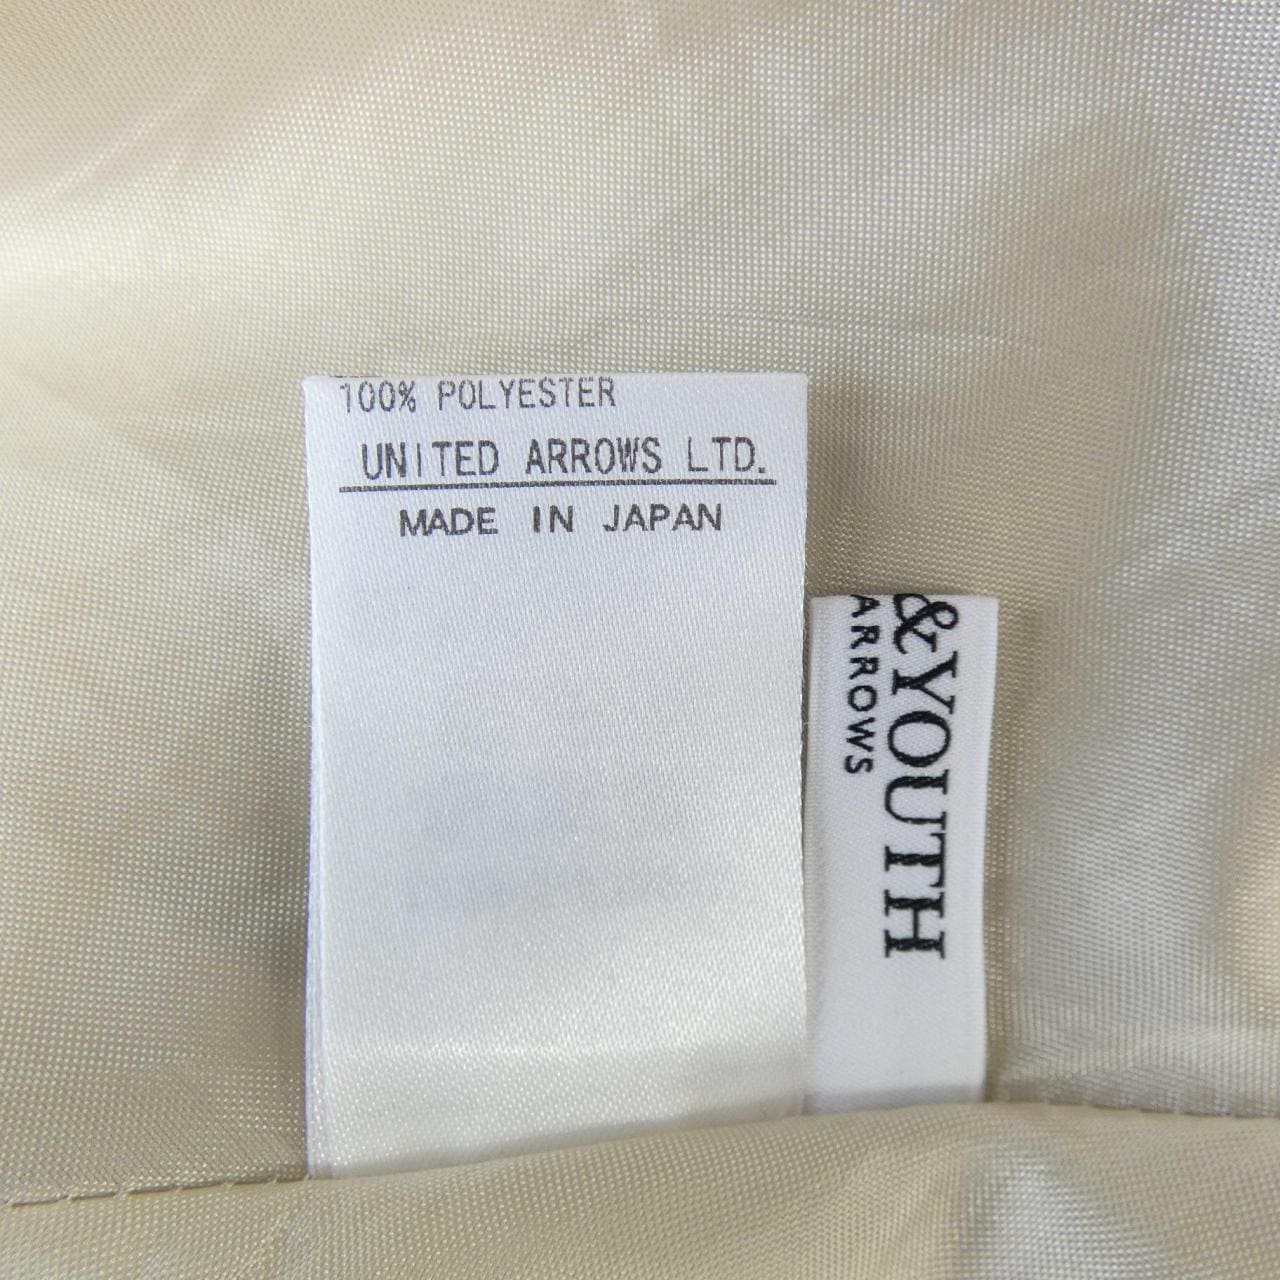 100% POLYESTER
UNITED ARROWS LTD.
MADE IN JAPAN
&YOUTH
ARROWS